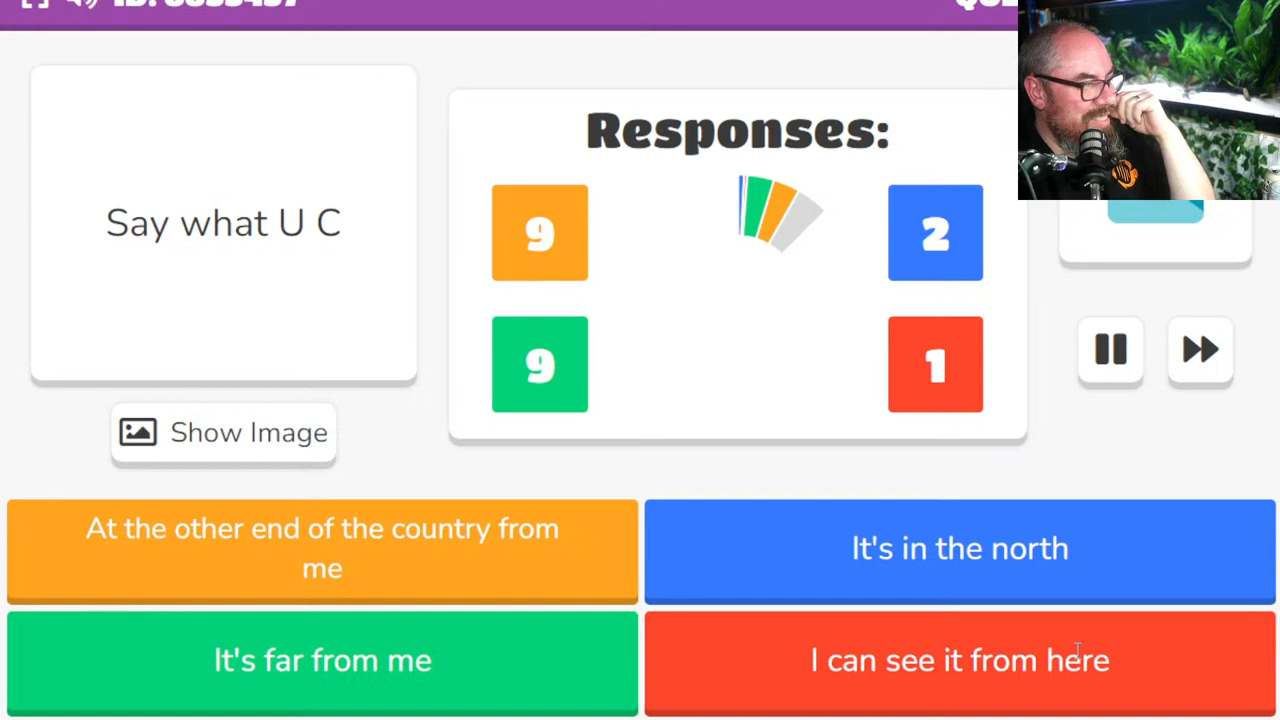 Responses:
Say what U C
9
2
9
1
Show Image
At the other end of the country from
me
It's in the north
It's far from me
I can see it from here